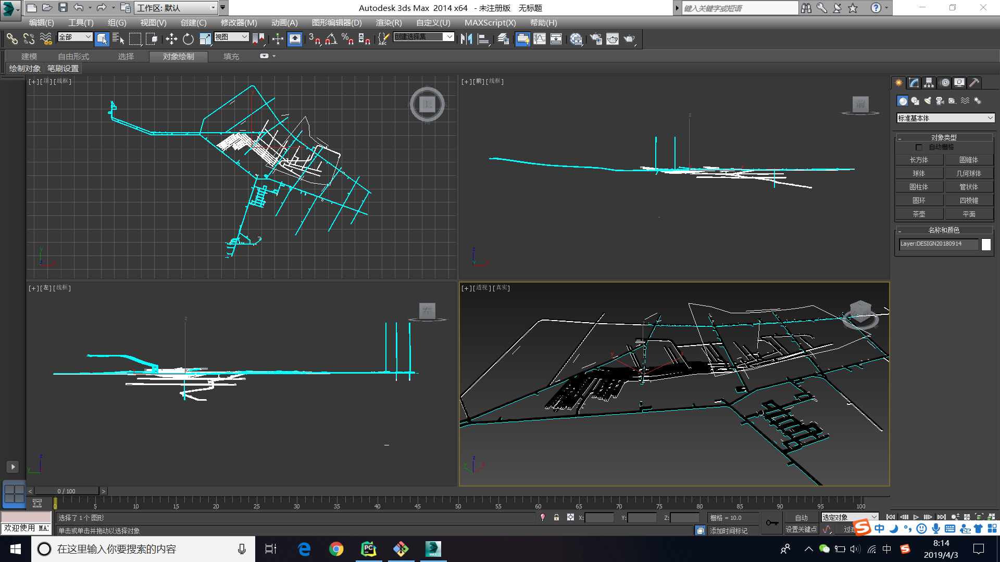 工作区: 默认
Autodesk 3ds Max  2014 x64   - 未注册版    无标题
键入关键字或短语
编辑(E) 工具(T) 组(G) 视图(V) 创建(C) 修改器(M) 动画(A) 图形编辑器(D) 渲染(R) 自定义(U) MAXScript(X) 帮助(H)
全部 视图 3 % ABC 创建选择集
建模 自由形式 选择 对象绘制 填充
绘制对象 笔刷设置
[+][顶][线框]
[+][前][线框]
标准基本体
对象类型
自动栅格
长方体 圆锥体
球体 几何球体
圆柱体 管状体
圆环 四棱锥
茶壶 平面
名称和颜色
Layer:DESIGN20180914
[+][左][线框]
左
[+][透视][真实]
< 0 / 100 >
0 5 10 15 20 25 30 35 40 45 50 55 60 65 70 75 80 85 90 95 100
选择了 1 个 图形
X: Y: Z: 栅格 = 10.0
自动 选定对象
欢迎使用 MA:
单击或单击并拖动以选择对象
添加时间标记
设置关键点
中
在这里输入你要搜索的内容
PC
MAX
中
8:14
2019/4/3